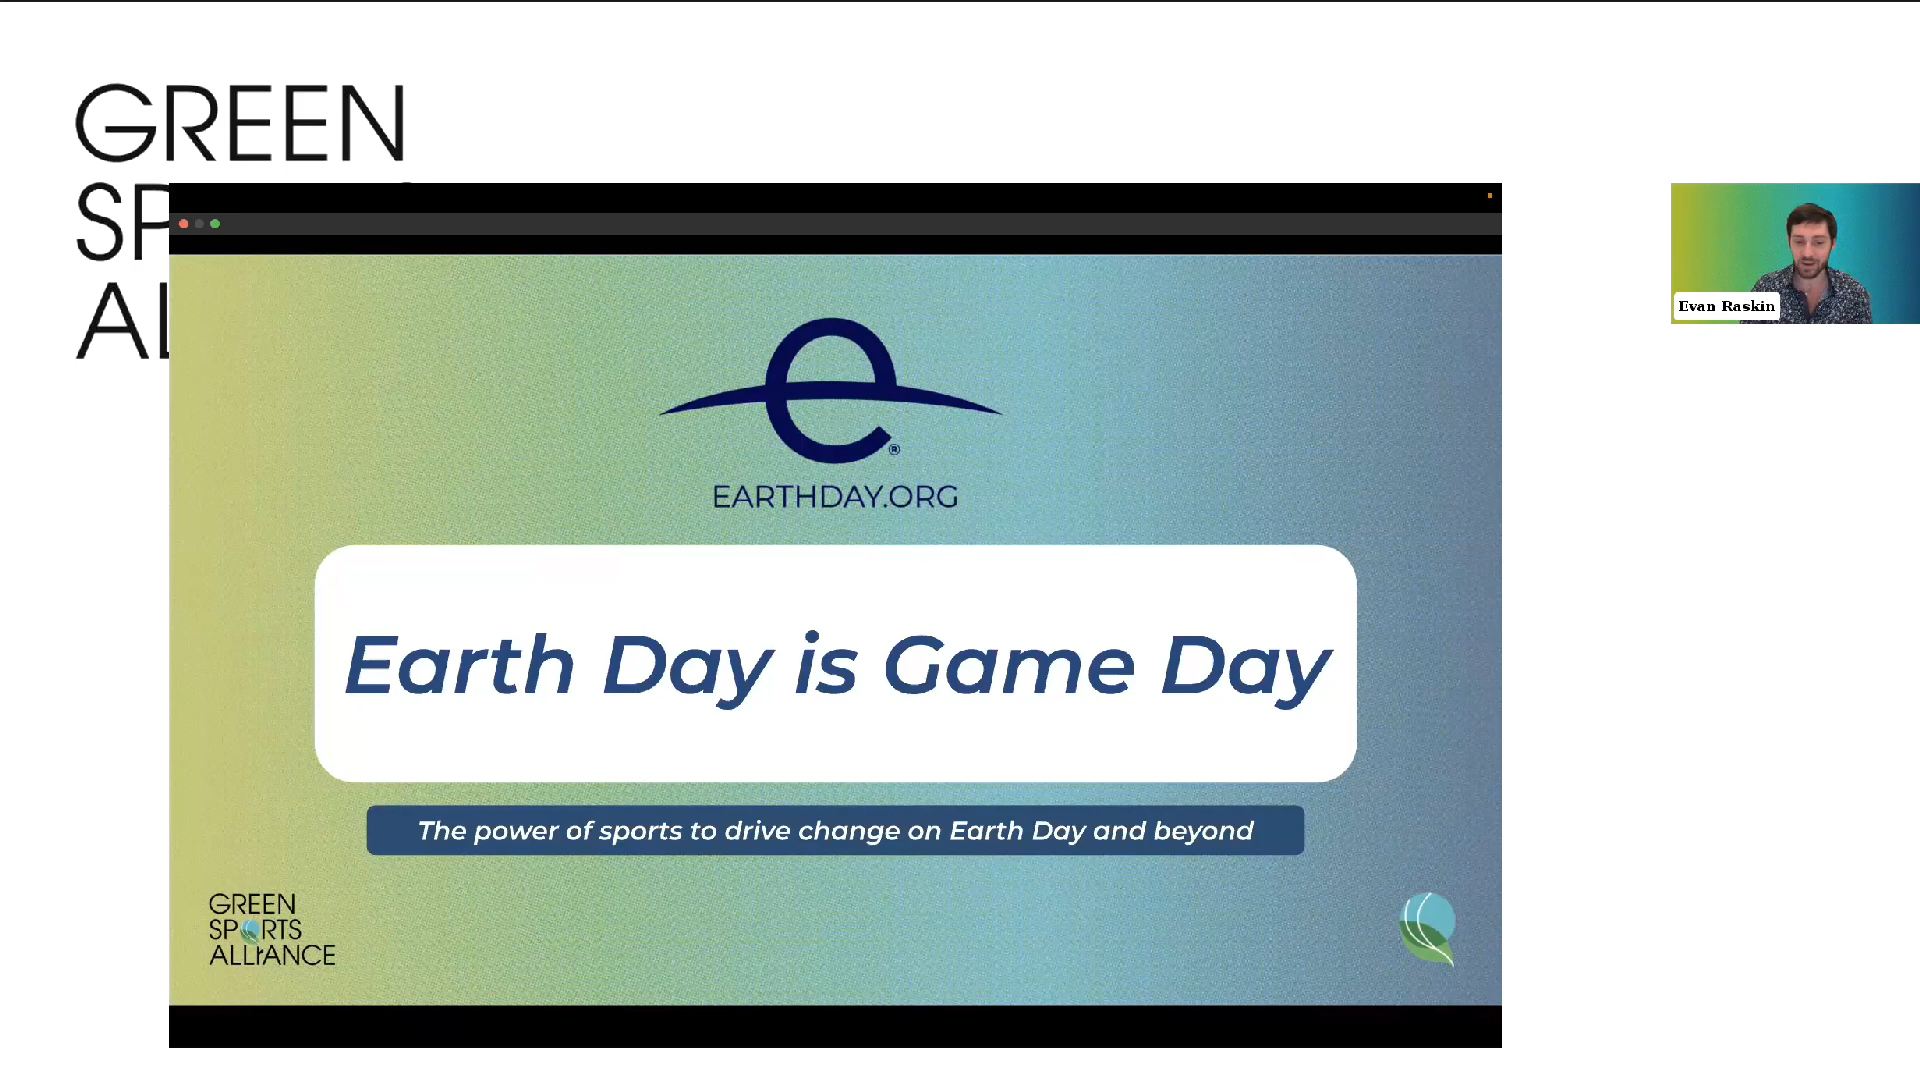 GREEN
SP
AL
Evan Raskin
e®
EARTHDAY.ORG
Earth Day is Game Day
The power of sports to drive change on Earth Day and beyond
GREEN
SPORTS
ALLIANCE